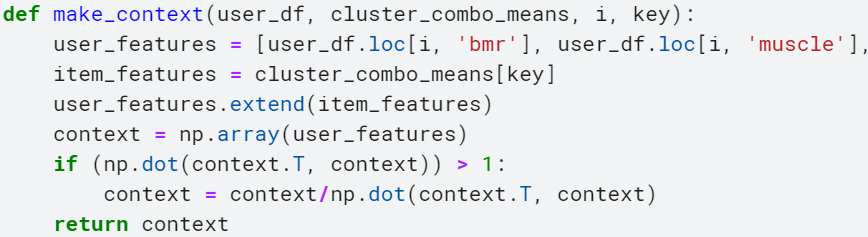 def make_context(user_df, cluster_combo_means, i, key):
    user_features = [user_df.loc[i, 'bmr'], user_df.loc[i, 'muscle'],
    item_features = cluster_combo_means[key]
    user_features.extend(item_features)
    context = np.array(user_features)
    if (np.dot(context.T, context)) > 1:
        context = context/np.dot(context.T, context)
    return context